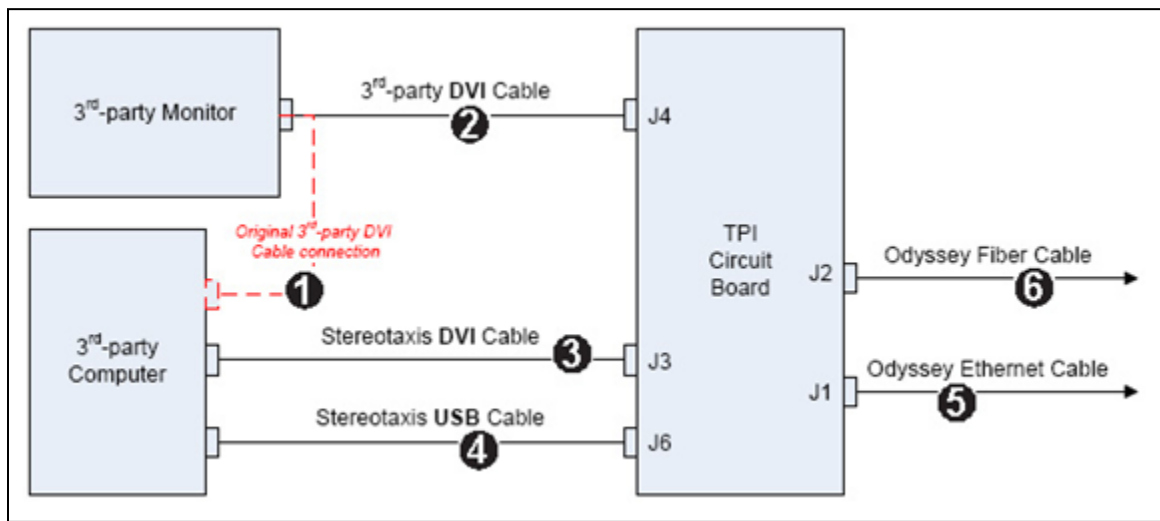 3rd-party Monitor
3rd-party DVI Cable
2
J4
Original 3rd-party DVI
Cable connection
1
TPI
Circuit
Board
J2
Odyssey Fiber Cable
6
3rd-party
Computer
Stereotaxis DVI Cable
3
J3
J1
Odyssey Ethernet Cable
5
Stereotaxis USB Cable
4
J6